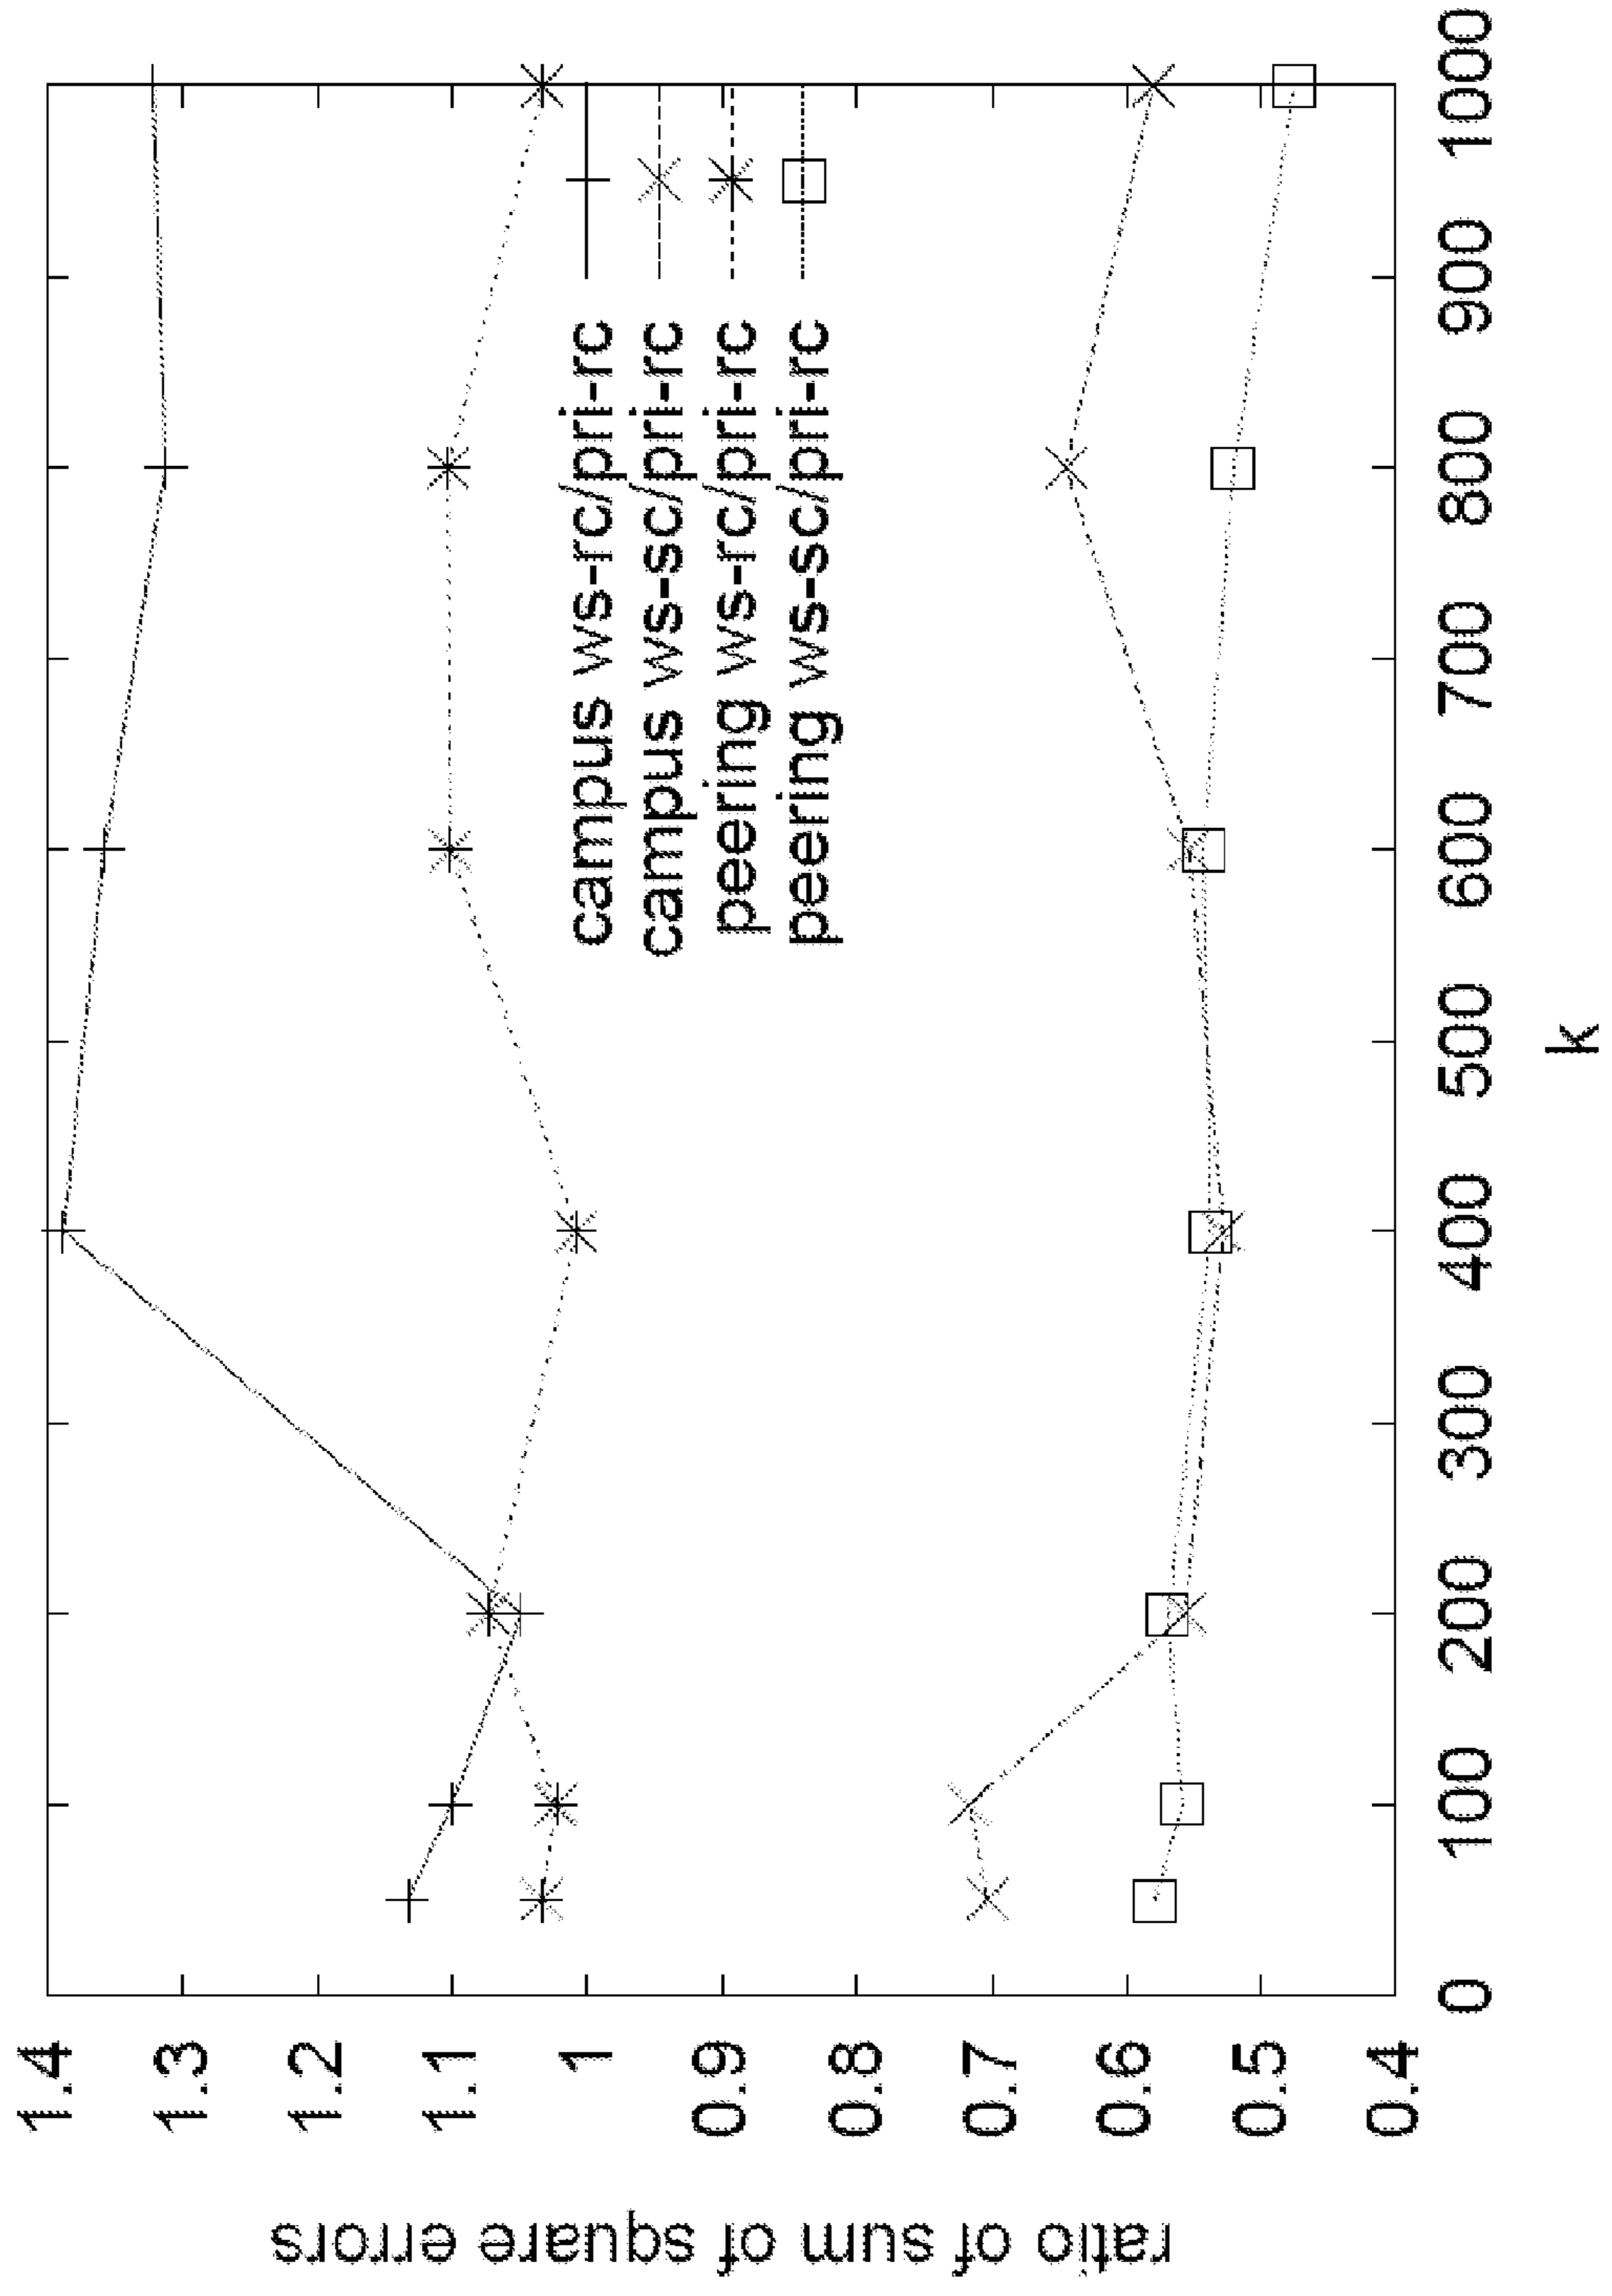 ratio of sum of square errors
1.4
1.3
1.2
1.1
1
0.9
0.8
0.7
0.6
0.5
0.4
campus ws-rc/pri-rc
campus ws-sc/pri-rc
peering ws-rc/pri-rc
peering ws-sc/pri-rc
0 100 200 300 400 500 600 700 800 900 1000
k